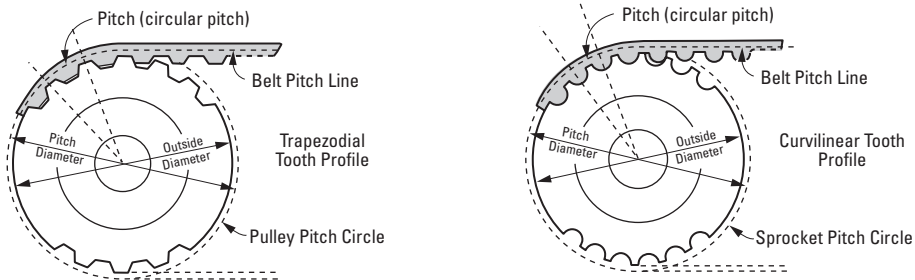 Pitch (circular pitch)
Belt Pitch Line
Pitch
Diameter
Outside
Diameter
Trapezodial
Tooth Profile
Pulley Pitch Circle
Pitch (circular pitch)
Belt Pitch Line
Pitch
Diameter
Outside
Diameter
Curvilinear Tooth
Profile
Sprocket Pitch Circle